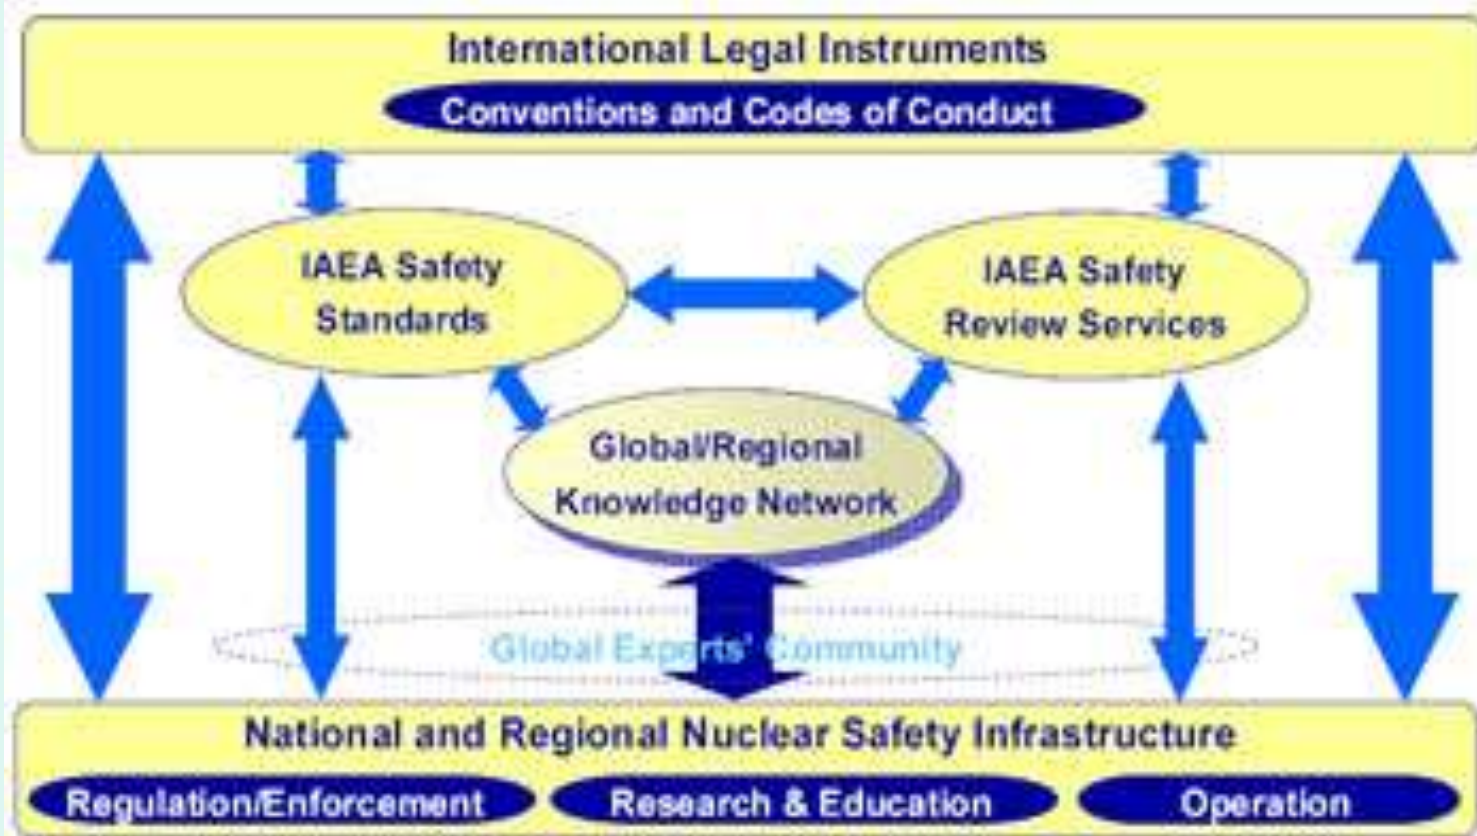 International Legal Instruments
Conventions and Codes of Conduct
IAEA Safety
Standards
IAEA Safety
Review Services
Global/Regional
Knowledge Network
Global Experts' Community
National and Regional Nuclear Safety Infrastructure
Regulation/Enforcement
Research & Education
Operation